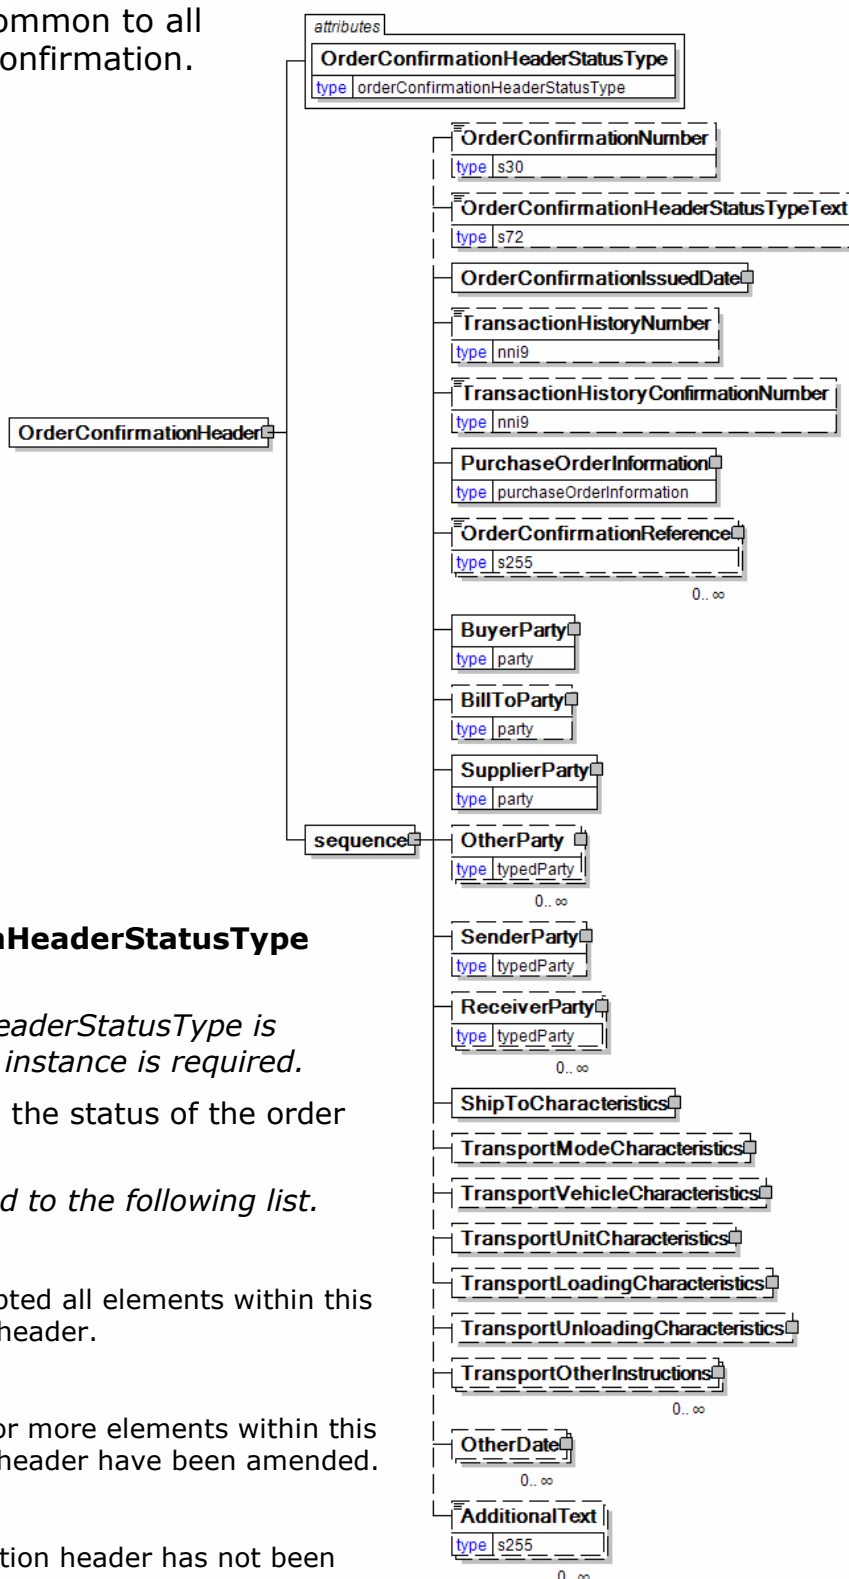 ommon to all
onfirmation.
attributes
OrderConfirmationHeaderStatusType
type orderConfirmationHeaderStatusType
OrderConfirmationNumber
type s30
OrderConfirmationHeaderStatusTypeText
type s72
OrderConfirmationIssuedDate
TransactionHistoryNumber
type nni9
TransactionHistoryConfirmationNumber
type nni9
OrderConfirmationHeader
PurchaseOrderInformation
type purchaseOrderInformation
OrderConfirmationReference
type s255
0.. ∞
BuyerParty
type party
BillToParty
type party
SupplierParty
type party
sequence
OtherParty
type typedParty
0.. ∞
SenderParty
type typedParty
ReceiverParty
type typedParty
0.. ∞
ShipToCharacteristics
TransportModeCharacteristics
TransportVehicleCharacteristics
TransportUnitCharacteristics
TransportLoadingCharacteristics
TransportUnloadingCharacteristics
TransportOtherInstructions
0.. ∞
OtherDate
0.. ∞
AdditionalText
type s255
0.. ∞
nHeaderStatusType
eaderStatusType is
instance is required.
the status of the order
d to the following list.
pted all elements within this
header.
or more elements within this
header have been amended.
tion header has not been